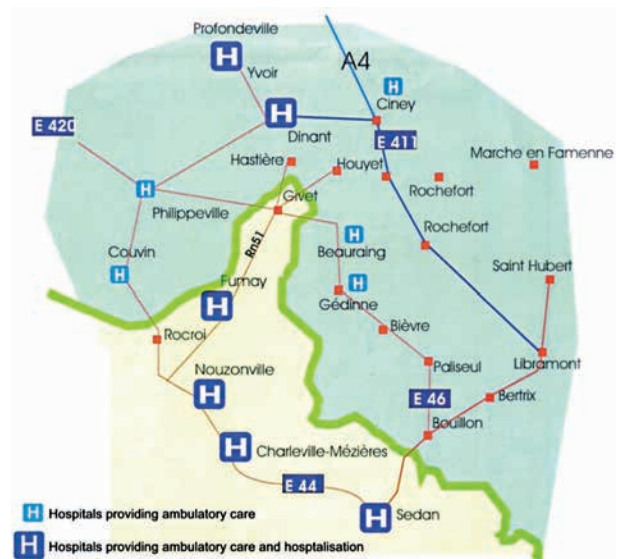 Profondeville
H
Yvoir
A4
H
Ciney
H
Dinant
E 420
E 411
Hastière
Houyet
Marche en Famenne
Rochefort
H
Philippeville
Givet
Rochefort
Rn51
H
Beauraing
Couvin
H
Saint Hubert
H
Gédinne
Fumay
H
Bièvre
Rocroi
Libramont
Paliseul
Nouzonville
H
E 46
Bertrix
Bouillon
H
Charleville-Mézières
E 44
H
Sedan
H Hospitals providing ambulatory care
H Hospitals providing ambulatory care and hosptalisation